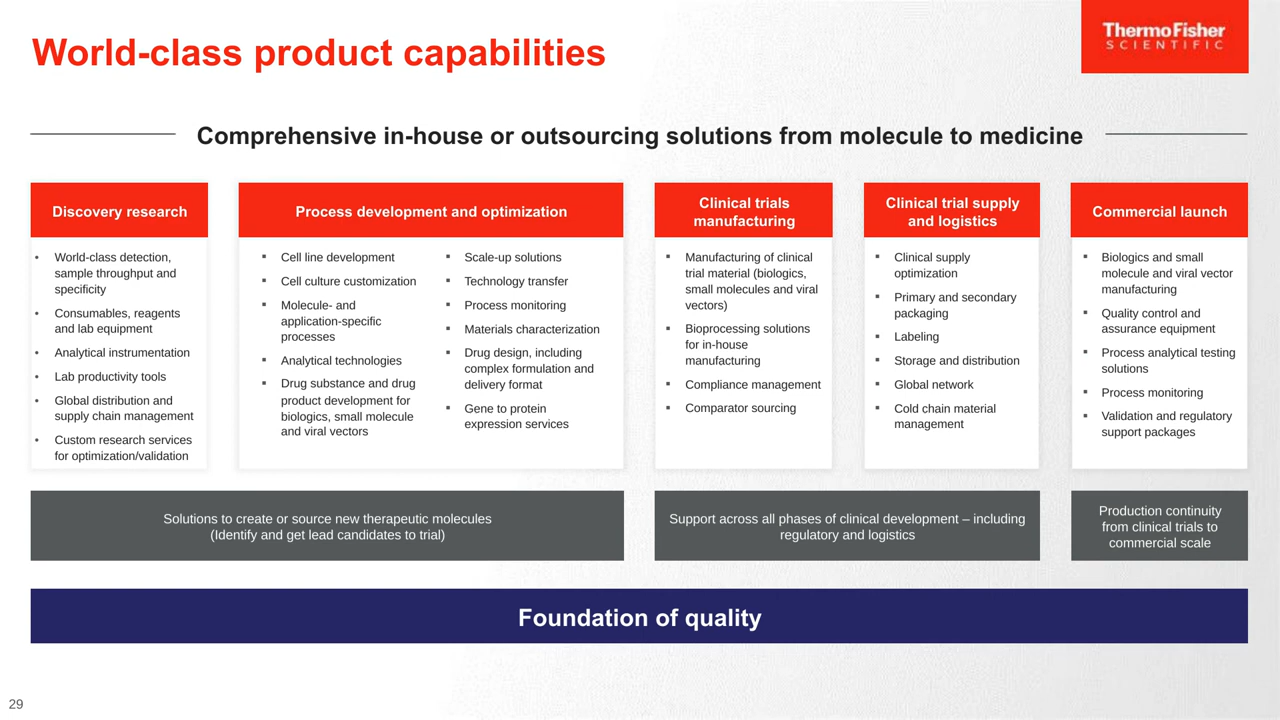 World-class product capabilities
ThermoFisher
SCIENTIFIC
Comprehensive in-house or outsourcing solutions from molecule to medicine
Discovery research
• World-class detection,
sample throughput and
specificity
• Consumables, reagents
and lab equipment
• Analytical instrumentation
• Lab productivity tools
• Global distribution and
supply chain management
• Custom research services
for optimization/validation
Process development and optimization
▪ Cell line development
▪ Cell culture customization
▪ Molecule- and
application-specific
processes
▪ Analytical technologies
▪ Drug substance and drug
product development for
biologics, small molecule
and viral vectors
▪ Scale-up solutions
▪ Technology transfer
▪ Process monitoring
▪ Materials characterization
▪ Drug design, including
complex formulation and
delivery format
▪ Gene to protein
expression services
Clinical trials
manufacturing
▪ Manufacturing of clinical
trial material (biologics,
small molecules and viral
vectors)
▪ Bioprocessing solutions
for in-house
manufacturing
▪ Compliance management
▪ Comparator sourcing
Clinical trial supply
and logistics
▪ Clinical supply
optimization
▪ Primary and secondary
packaging
▪ Labeling
▪ Storage and distribution
▪ Global network
▪ Cold chain material
management
Commercial launch
▪ Biologics and small
molecule and viral vector
manufacturing
▪ Quality control and
assurance equipment
▪ Process analytical testing
solutions
▪ Process monitoring
▪ Validation and regulatory
support packages
Solutions to create or source new therapeutic molecules
(Identify and get lead candidates to trial)
Support across all phases of clinical development – including
regulatory and logistics
Production continuity
from clinical trials to
commercial scale
Foundation of quality
29